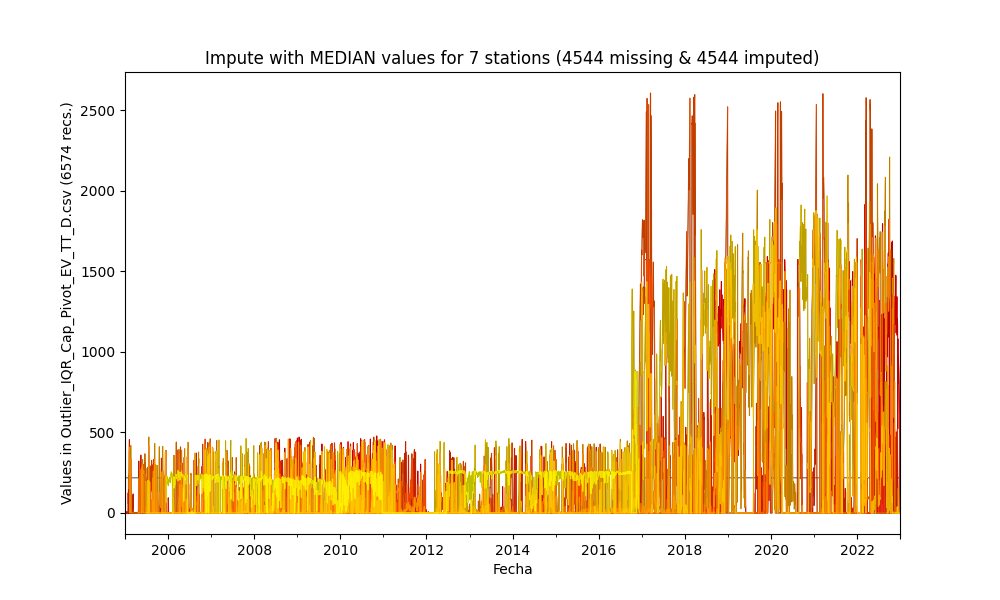 Impute with MEDIAN values for 7 stations (4544 missing & 4544 imputed)
Values in Outlier_IQR_Cap_Pivot_EV_TT_D.csv (6574 recs.)
2500
2000
1500
1000
500
0
2006 2008 2010 2012 2014 2016 2018 2020 2022
Fecha